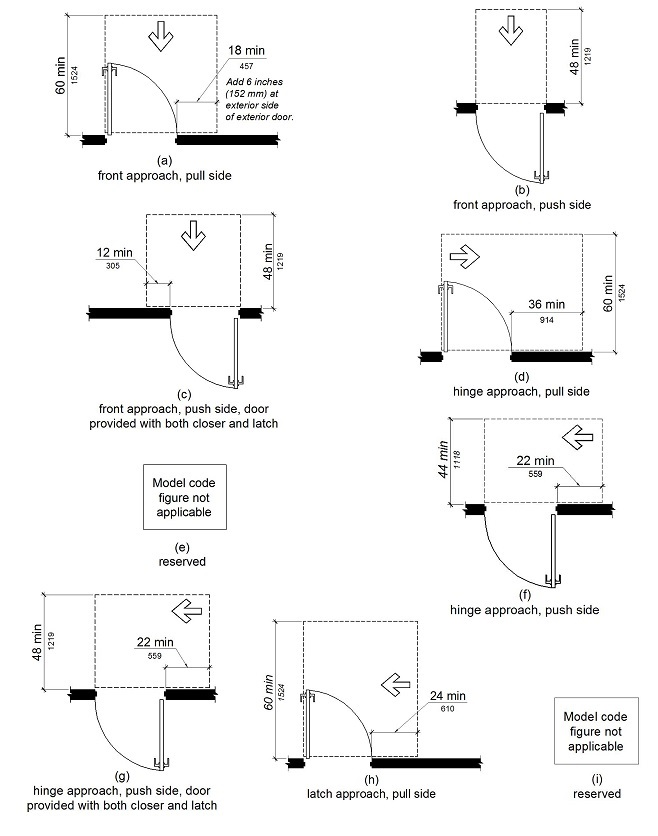 60 min
1524
18 min
457
Add 6 inches
(152 mm) at
exterior side
of exterior door.
(a)
front approach, pull side
48 min
1219
(b)
front approach, push side
12 min
305
48 min
1219
(c)
front approach, push side, door
provided with both closer and latch
36 min
914
60 min
1524
(d)
hinge approach, pull side
Model code
figure not
applicable
(e)
reserved
44 min
1118
22 min
559
(f)
hinge approach, push side
48 min
1219
22 min
559
(g)
hinge approach, push side, door
provided with both closer and latch
60 min
1524
24 min
610
(h)
latch approach, pull side
Model code
figure not
applicable
(i)
reserved